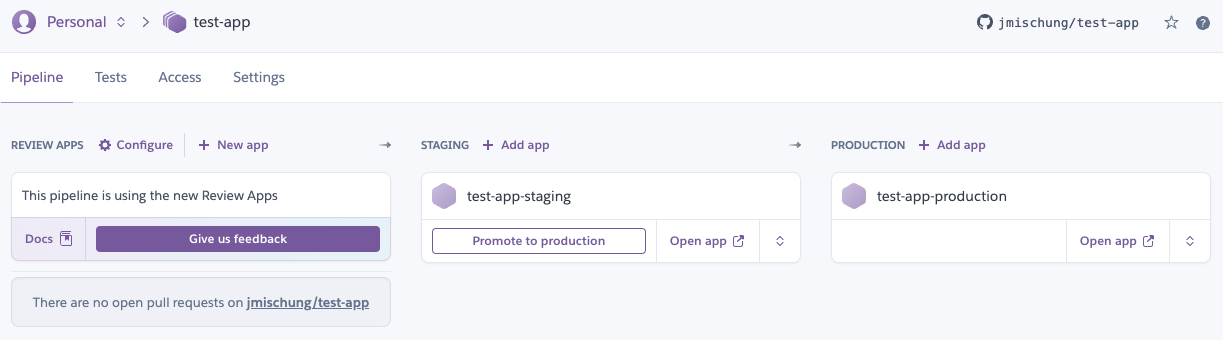 Personal
test-app
jmischung/test-app
?
Pipeline
Tests
Access
Settings
REVIEW APPS
Configure
New app
This pipeline is using the new Review Apps
Docs
Give us feedback
There are no open pull requests on jmischung/test-app
STAGING
Add app
test-app-staging
Promote to production
Open app
PRODUCTION
Add app
test-app-production
Open app